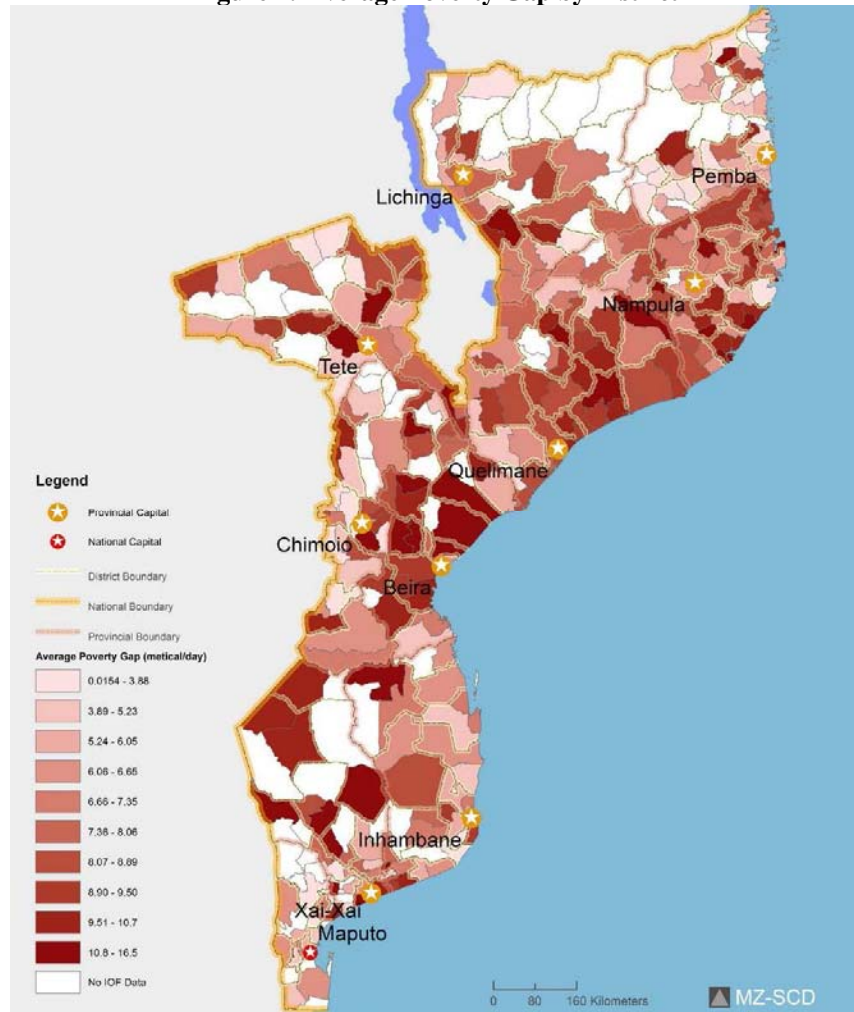 Average Poverty Gap by
Lichinga
Pemba
Nampula
Tete
Quelimane
Chimoio
Beira
Inhambane
Xai-Xai
Maputo
Legend
Provincial Capital
National Capital
District Boundary
National Boundary
Provincial Boundary
Average Poverty Gap (metical/day)
0.0154 - 3.88
3.89 - 5.23
5.24 - 6.05
6.06 - 6.65
6.66 - 7.35
7.36 - 8.06
8.07 - 8.89
8.90 - 9.50
9.51 - 10.7
10.8 - 16.5
No IOF Data
0 80 160 Kilometers
MZ-SCD